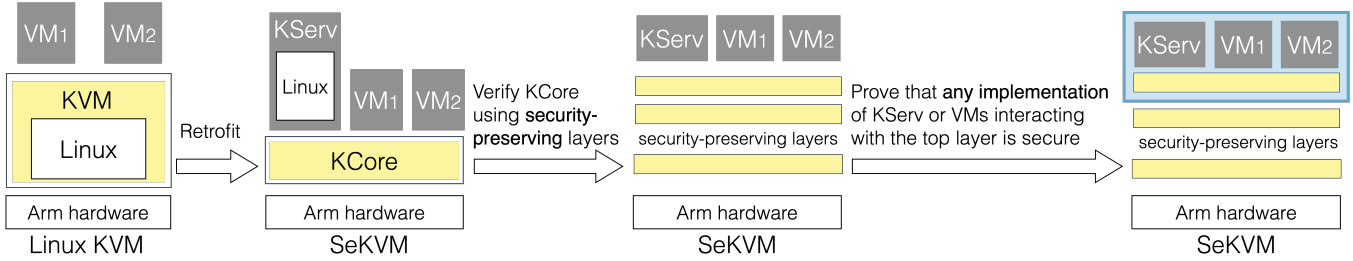 VM1 VM2
KVM
Linux
Arm hardware
Linux KVM
Retrofit
KServ
Linux
VM1 VM2
KCore
Arm hardware
SeKVM
Verify KCore
using security-
preserving layers
KServ VM1 VM2
security-preserving layers
Arm hardware
SeKVM
Prove that any implementation
of KServ or VMs interacting
with the top layer is secure
KServ VM1 VM2
security-preserving layers
Arm hardware
SeKVM